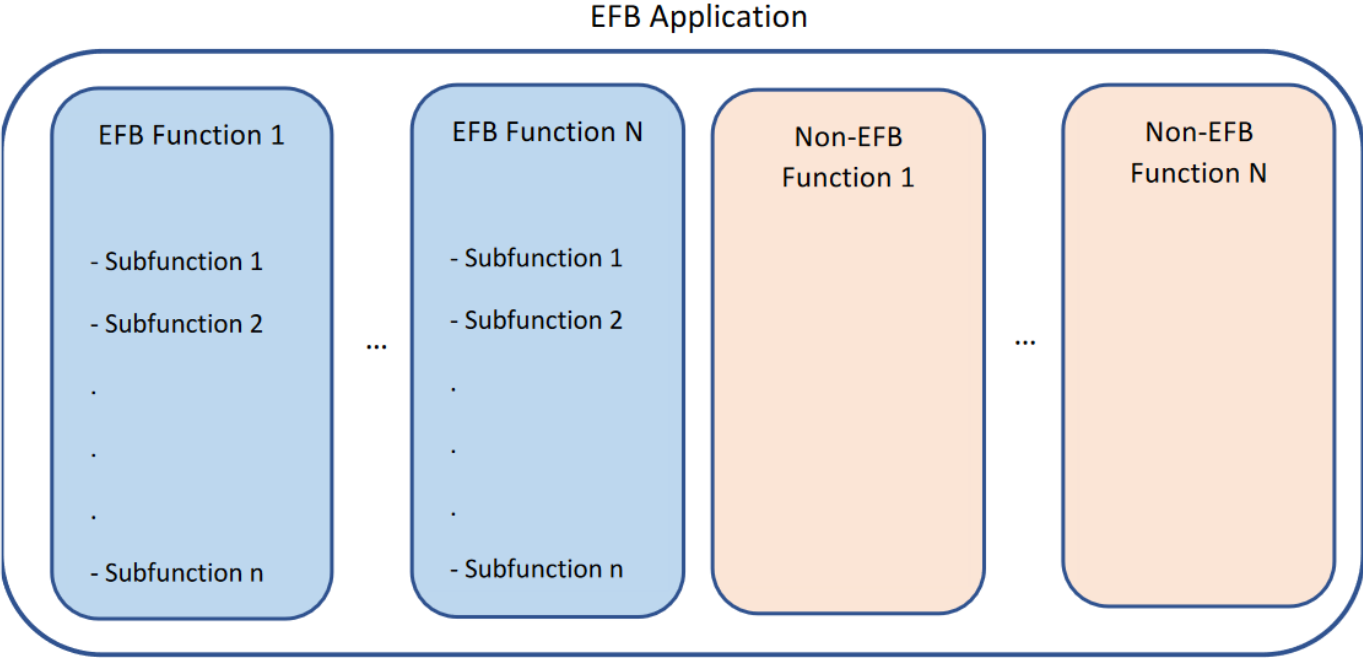 EFB Application
EFB Function 1
- Subfunction 1
- Subfunction 2
.
.
.
- Subfunction n
...
EFB Function N
- Subfunction 1
- Subfunction 2
.
.
.
- Subfunction n
Non-EFB
Function 1
...
Non-EFB
Function N